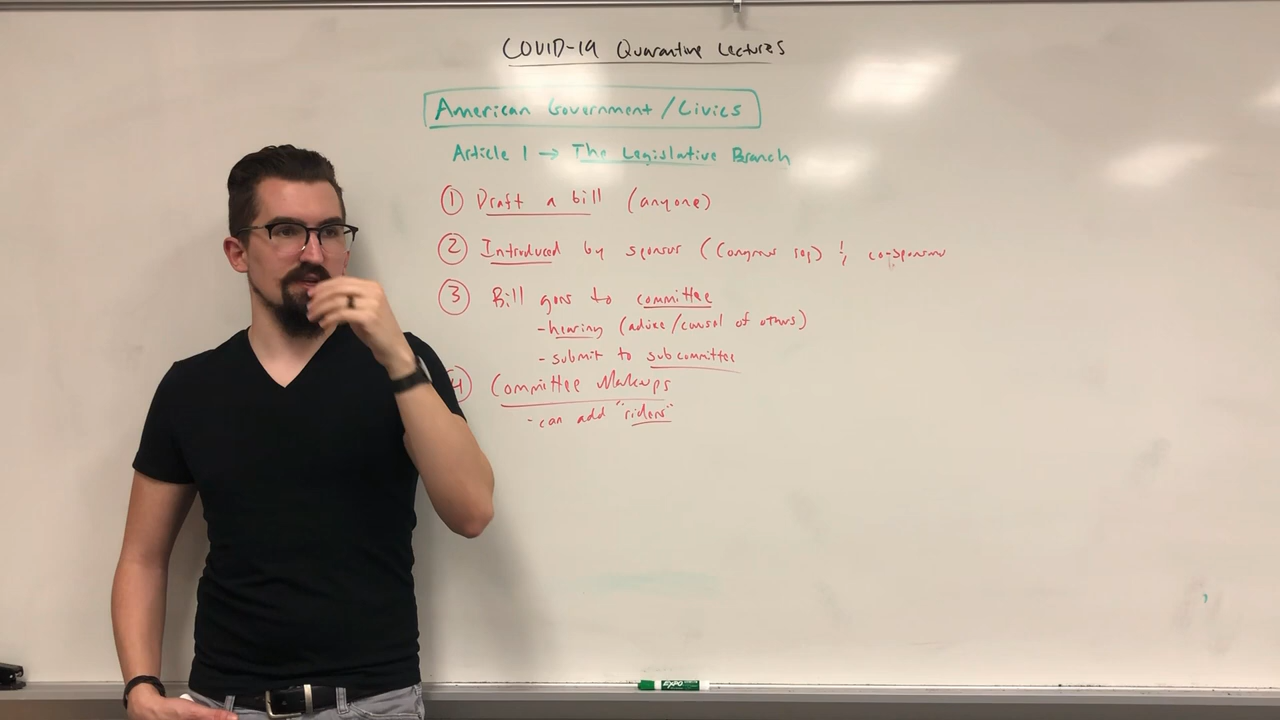 COVID-19 Quarantine Lectures
American Government/Civics
Article 1 → The Legislative Branch
① Draft a bill (anyone)
② Introduced by sponsor (Congress rep) & co-sponsor
③ Bill goes to committee
- hearing (advice/counsel of others)
- submit to subcommittee
4 Committee Markups
- can add "riders"
EXPO